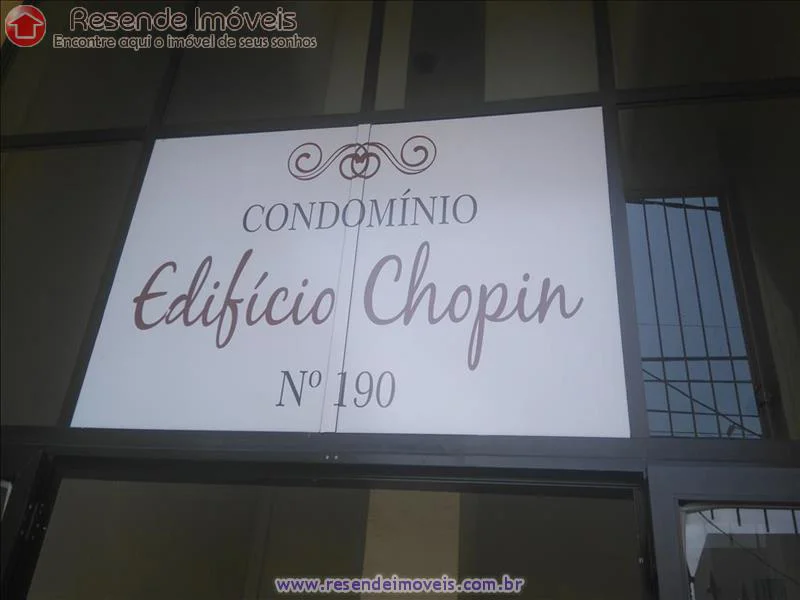 Resende Imóveis
Encontre aqui o imóvel de seus sonhos
CONDOMÍNIO
Edifício Chopin
Nº 190
www.resendeimoveis.com.br